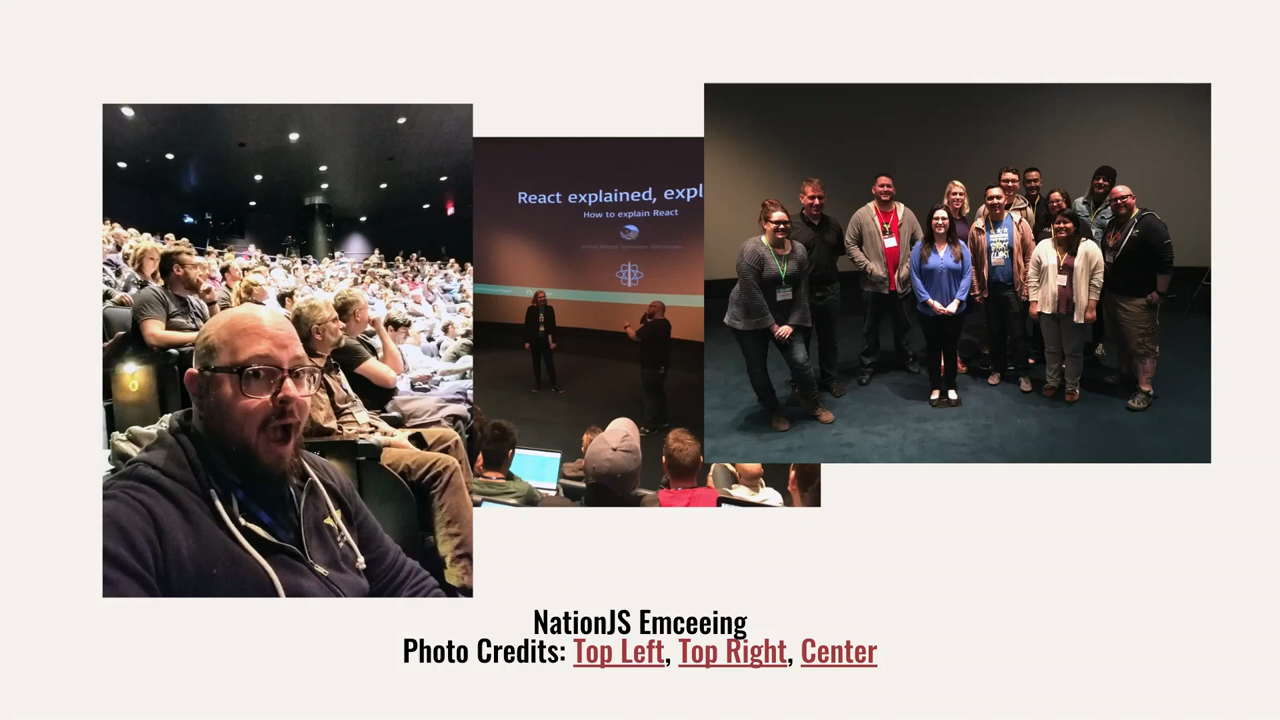 React explained, expl
How to explain React
NationJS Emceeing
Photo Credits: Top Left, Top Right, Center